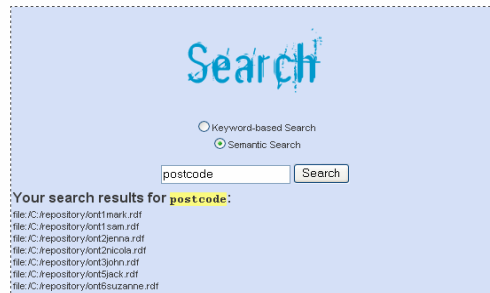 Search
Keyword-based Search
Semantic Search
postcode Search
Your search results for postcode:
file:/C:/repository/ont1mark.rdf
file:/C:/repository/ont1sam.rdf
file:/C:/repository/ont2jenna.rdf
file:/C:/repository/ont2nicola.rdf
file:/C:/repository/ont3john.rdf
file:/C:/repository/ont5jack.rdf
file:/C:/repository/ont6suzanne.rdf